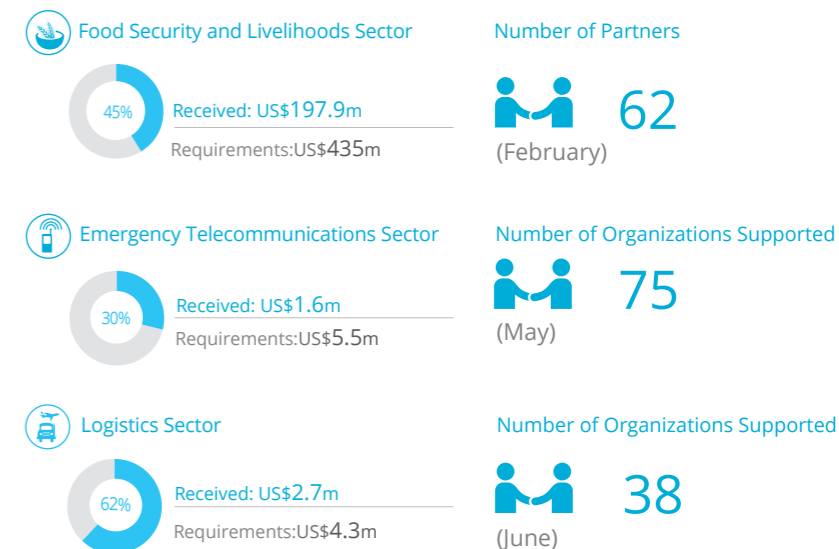 Food Security and Livelihoods Sector
Number of Partners
45%
Received: US$197.9m
Requirements:US$435m
62
(February)
Emergency Telecommunications Sector
Number of Organizations Supported
30%
Received: US$1.6m
Requirements:US$5.5m
75
(May)
Logistics Sector
Number of Organizations Supported
62%
Received: US$2.7m
Requirements:US$4.3m
38
(June)